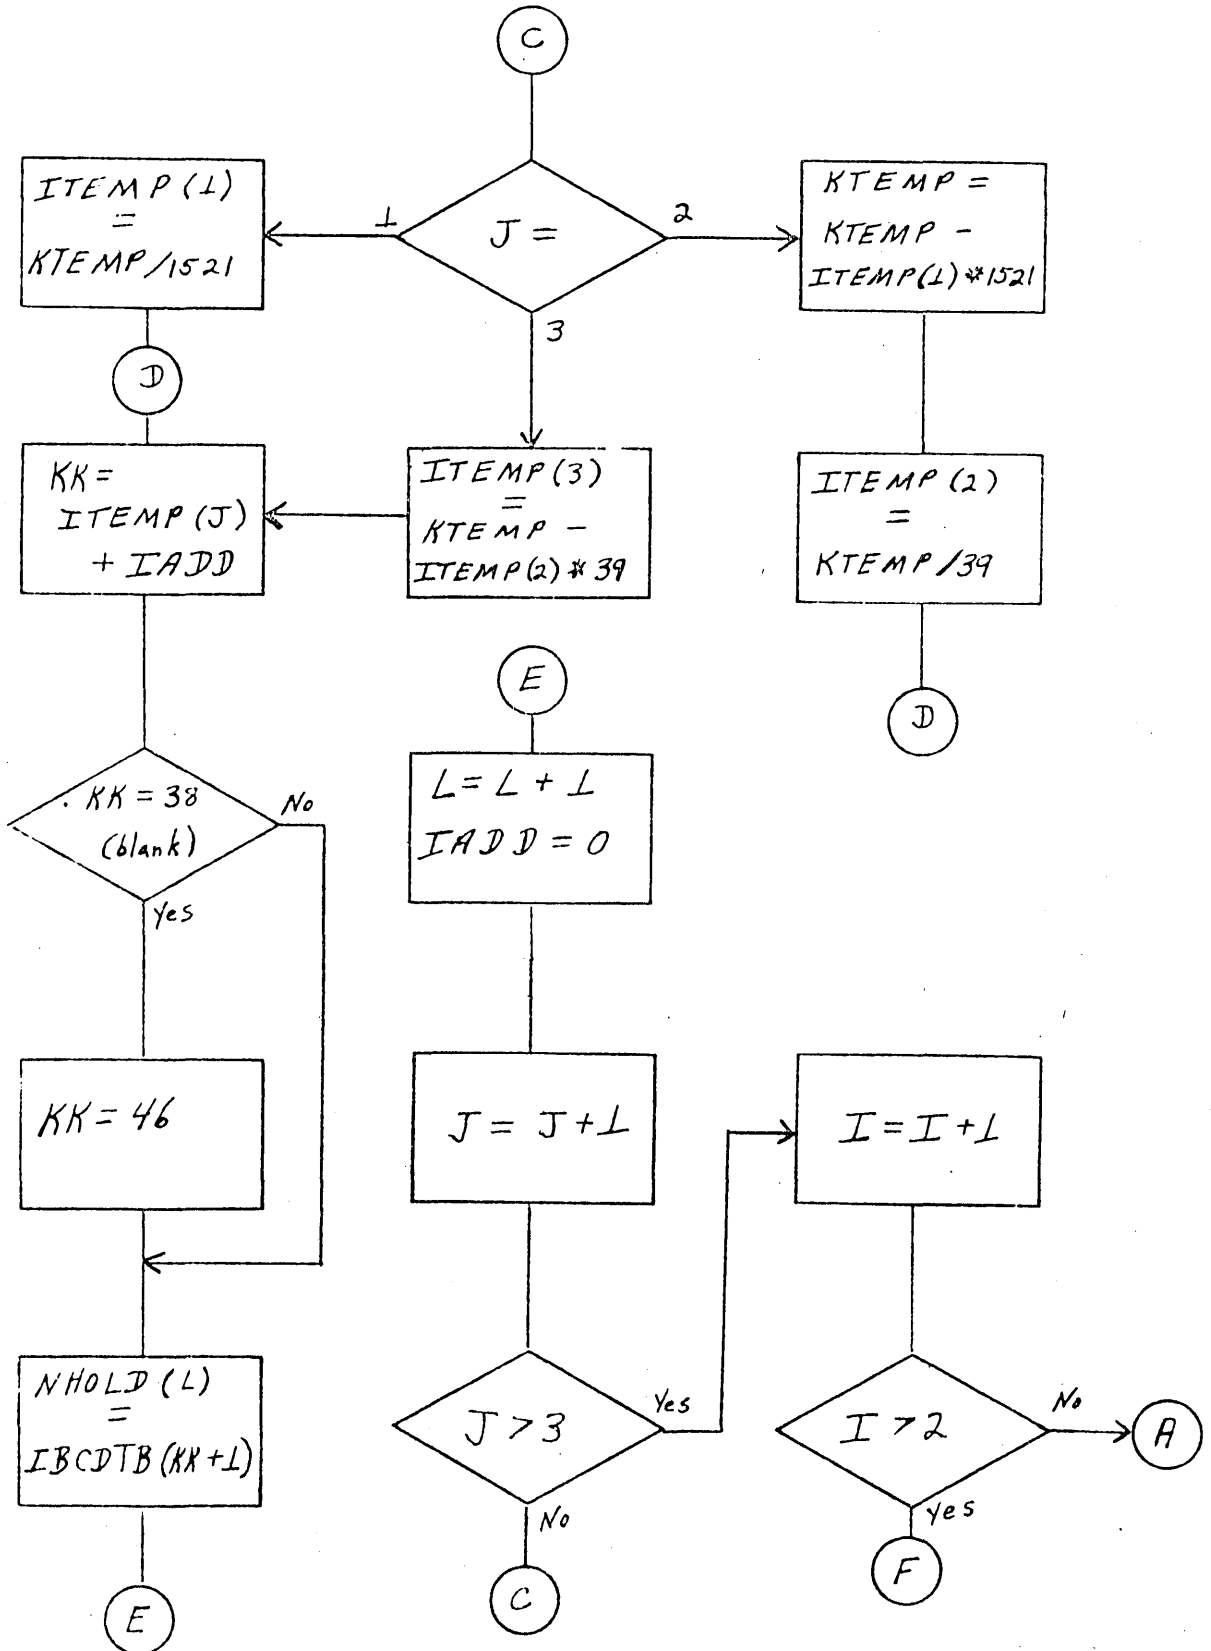 C
ITEMP(1)
=
KTEMP/1521
1
J =
2
3
KTEMP =
KTEMP -
ITEMP(1)*1521
D
KK =
ITEMP(J)
+ IADD
ITEMP(3)
=
KTEMP -
ITEMP(2)*39
ITEMP(2)
=
KTEMP/39
D
E
L = L + 1
IADD = 0
KK = 38
(blank)
No
Yes
KK = 46
J = J+1
I = I+1
NHOLD(L)
=
IBCDTB(KK+1)
J > 3
Yes
No
I > 2
No
A
Yes
F
E
C